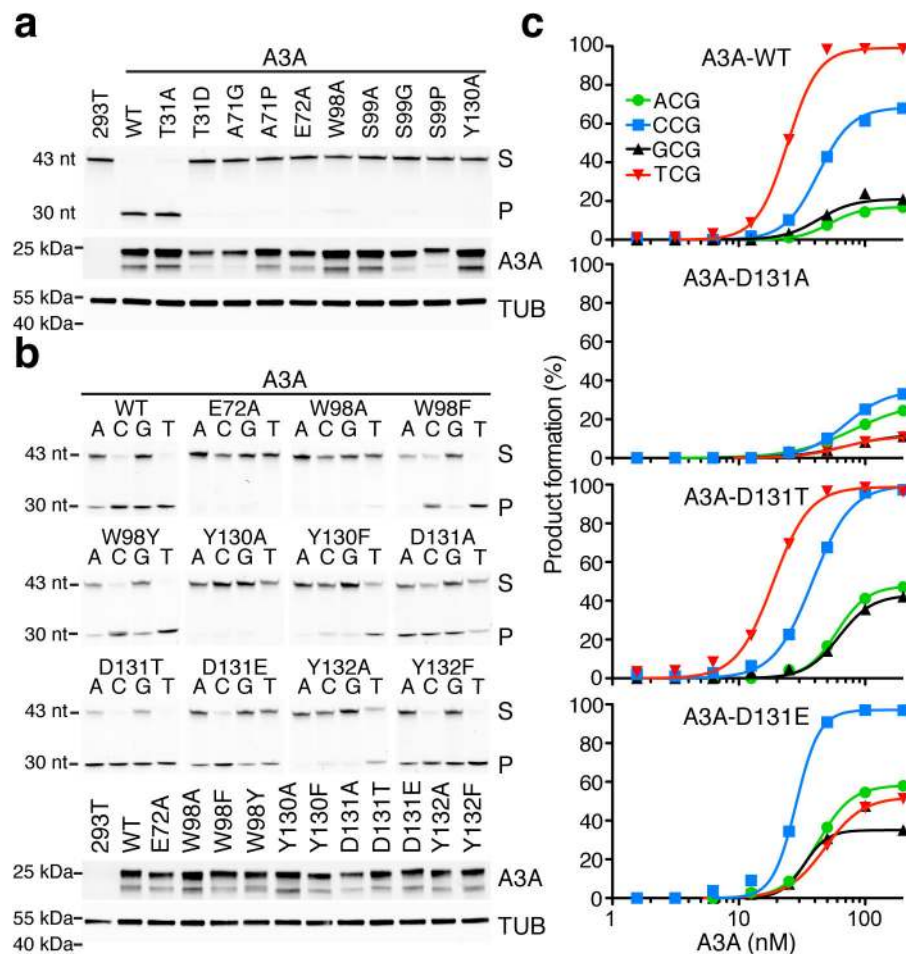 a
A3A
293T WT T31A T31D A71G A71P E72A W98A S99A S99G S99P Y130A
43 nt S
30 nt P
25 kDa A3A
55 kDa TUB
40 kDa
b
A3A
WT E72A W98A W98F
A C G T A C G T A C G T A C G T
43 nt S
30 nt P
W98Y Y130A Y130F D131A
A C G T A C G T A C G T A C G T
43 nt S
30 nt P
D131T D131E Y132A Y132F
A C G T A C G T A C G T A C G T
43 nt S
30 nt P
293T WT E72A W98A W98F W98Y Y130A Y130F D131A D131T D131E Y132A Y132F
25 kDa A3A
55 kDa TUB
40 kDa
c
Product formation (%)
A3A-WT
100
80
60
40
20
0
ACG
CCG
GCG
TCG
A3A-D131A
100
80
60
40
20
0
A3A-D131T
100
80
60
40
20
0
A3A-D131E
100
80
60
40
20
0
1 10 100
A3A (nM)